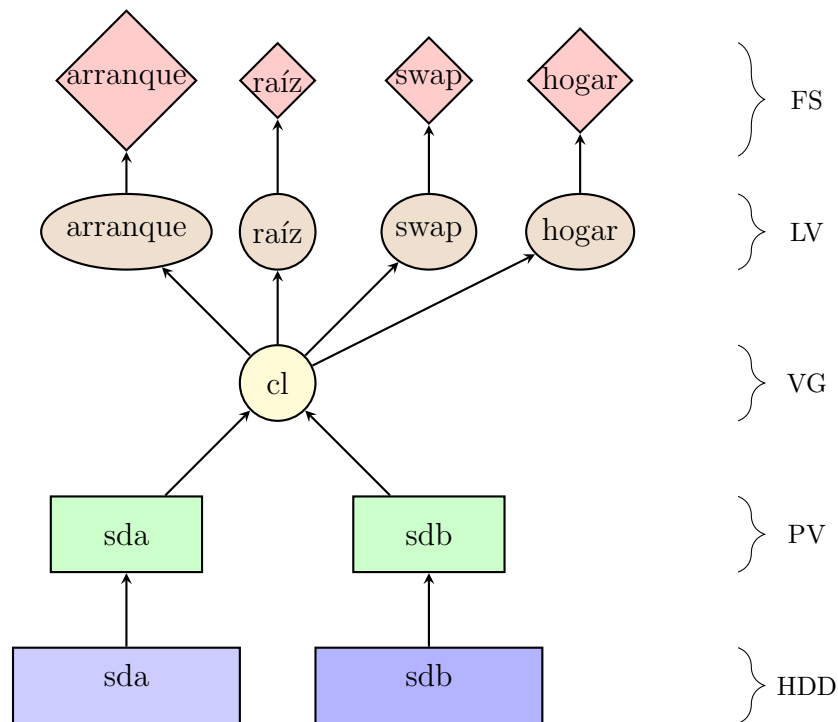 arranque raíz swap hogar FS
arranque raíz swap hogar LV
cl VG
sda sdb PV
sda sdb HDD